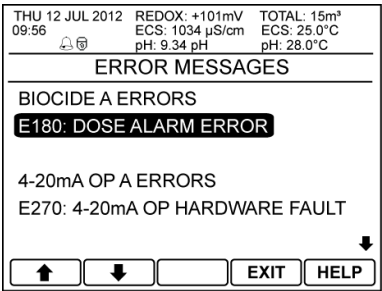 THU 12 JUL 2012 REDOX: +101mV TOTAL: 15m³
09:56 ECS: 1034 µS/cm ECS: 25.0°C
pH: 9.34 pH pH: 28.0°C
ERROR MESSAGES
BIOCIDE A ERRORS
E180: DOSE ALARM ERROR
4-20mA OP A ERRORS
E270: 4-20mA OP HARDWARE FAULT
EXIT HELP